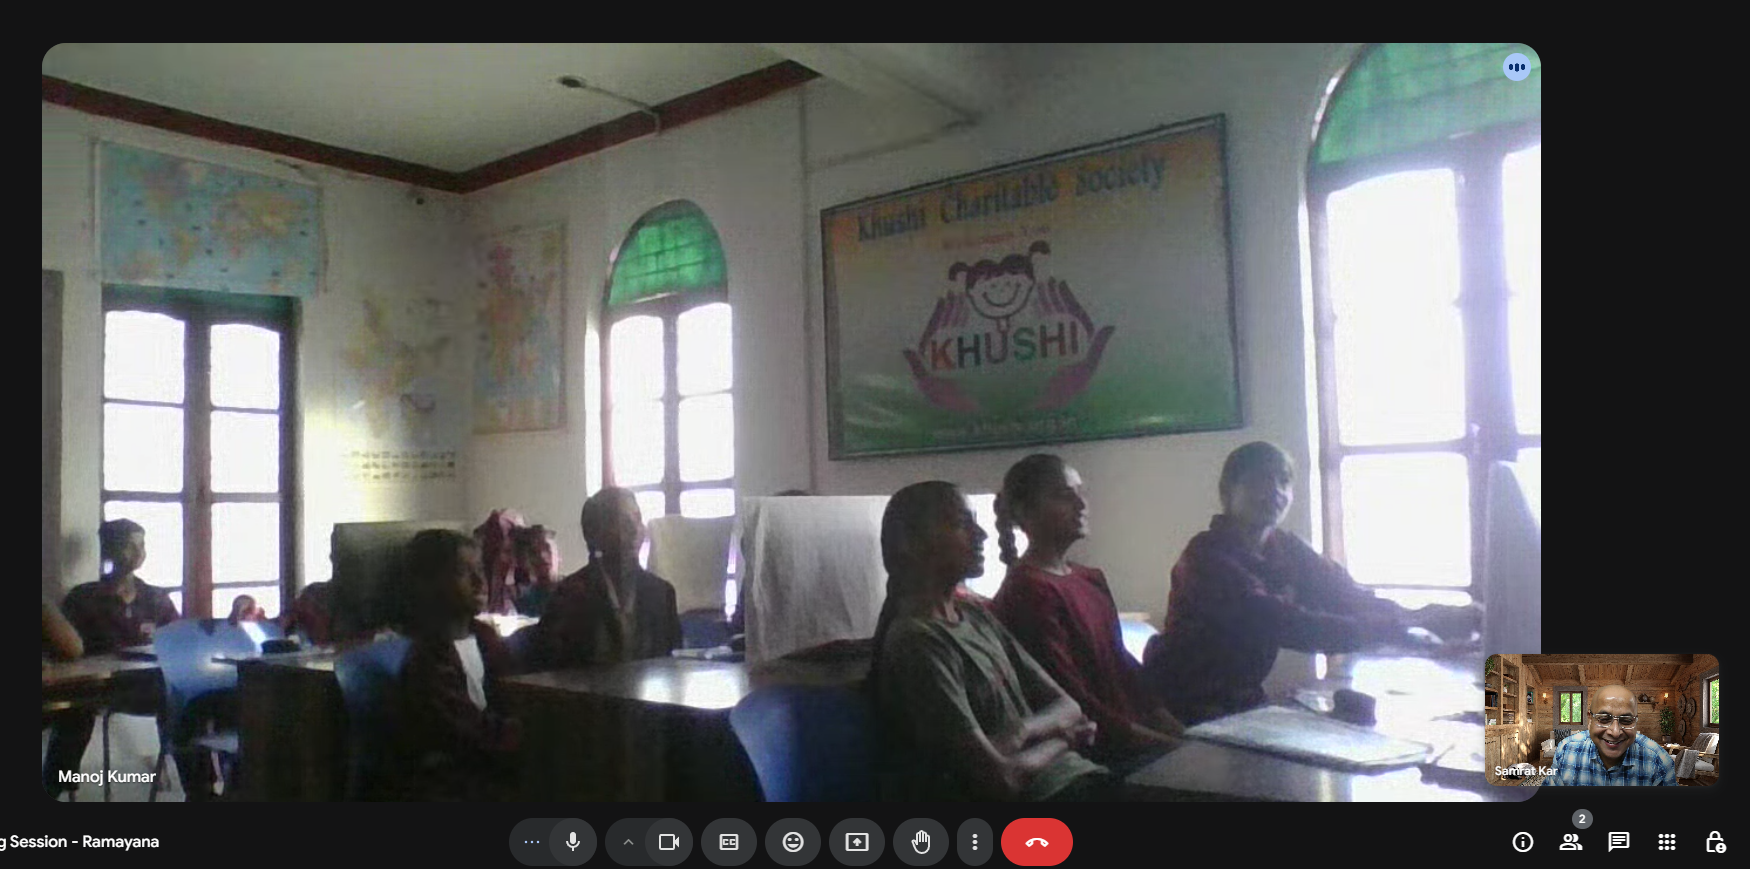 Khushi Charitable Society
KHUSHI
Manoj Kumar
Samrat Kar
g Session - Ramayana
2